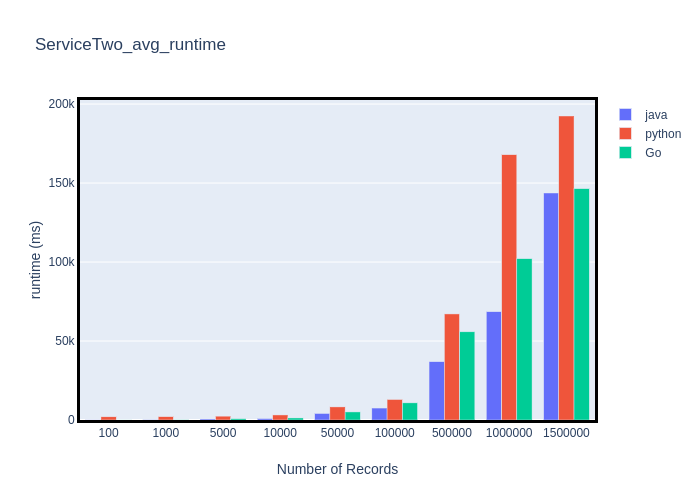 ServiceTwo_avg_runtime
200k
150k
100k
50k
0
runtime (ms)
100
1000
5000
10000
50000
100000
500000
1000000
1500000
Number of Records
java
python
Go